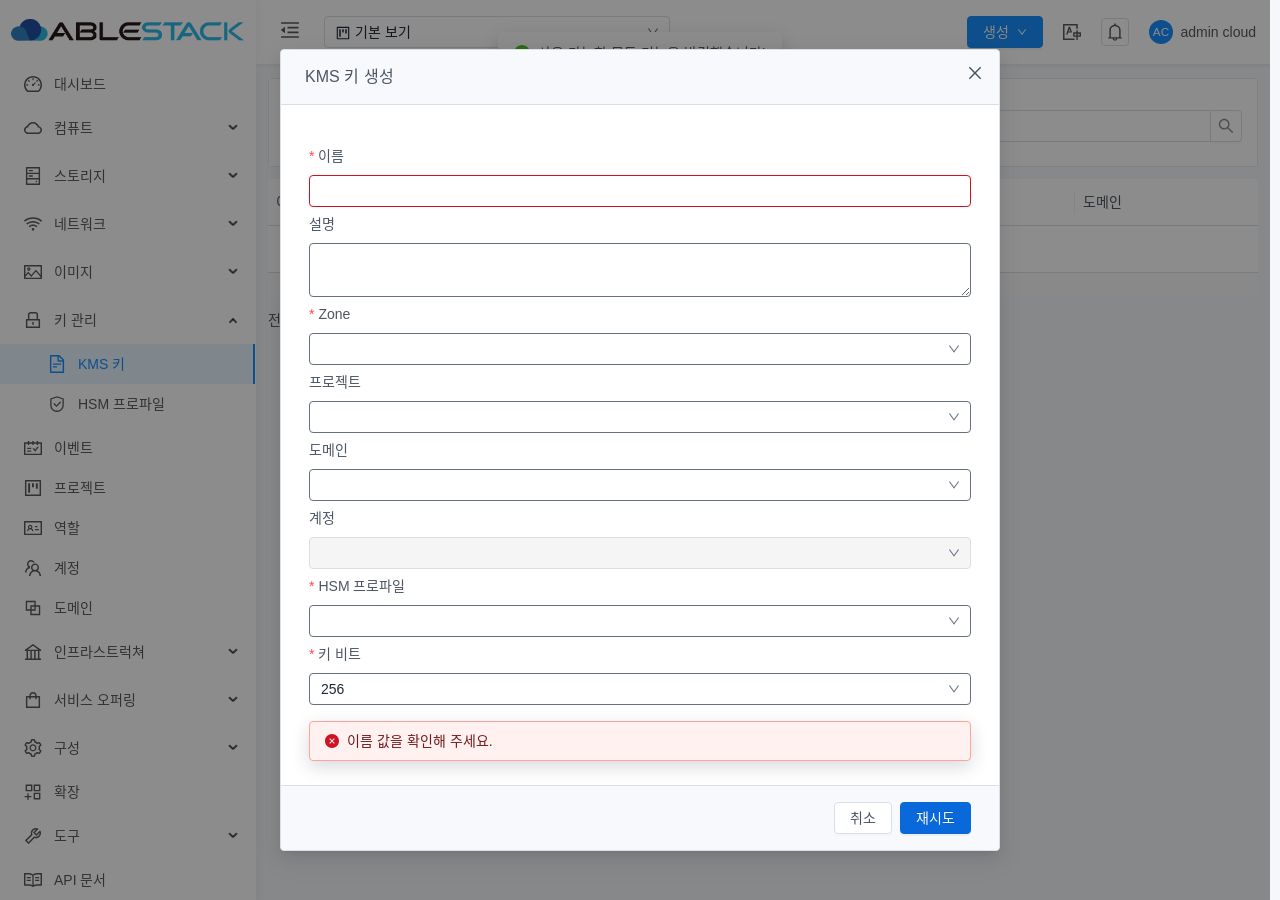 ABLESTACK
기본 보기
생성
AC
admin cloud
대시보드
컴퓨트
스토리지
네트워크
이미지
키 관리
KMS 키
HSM 프로파일
이벤트
프로젝트
역할
계정
도메인
인프라스트럭쳐
서비스 오퍼링
구성
확장
도구
API 문서
도메인
KMS 키 생성
* 이름
설명
* Zone
프로젝트
도메인
계정
* HSM 프로파일
* 키 비트
256
이름 값을 확인해 주세요.
취소
재시도